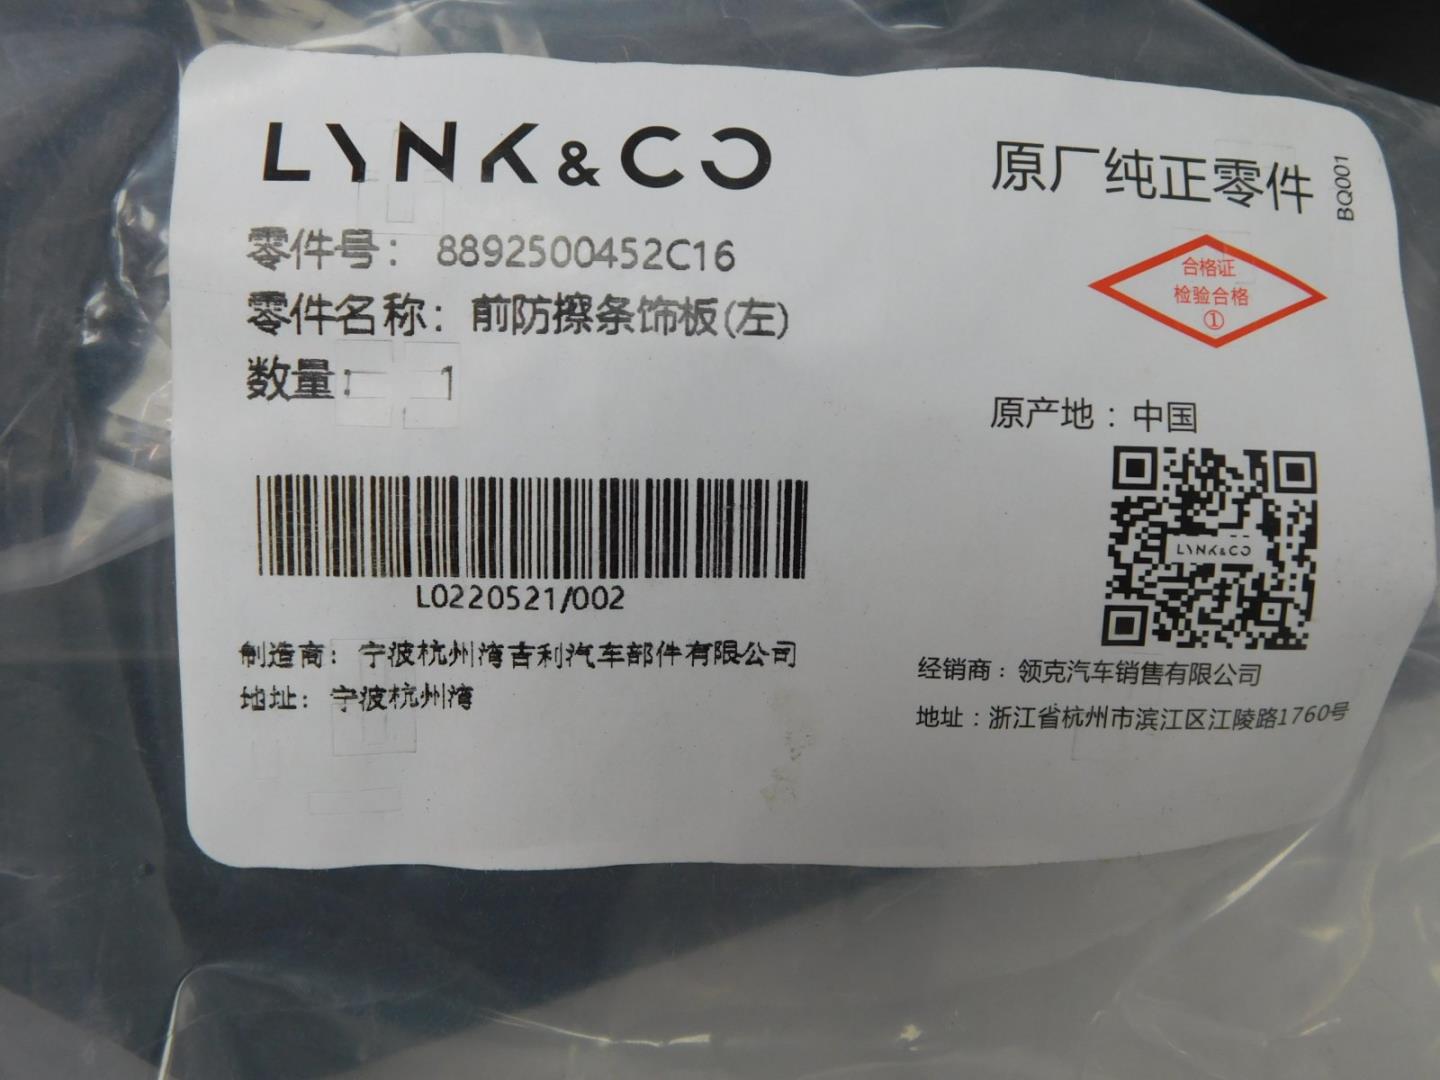 LYNK & CO
原厂纯正零件
BQ001
零件号： 8892500452C16
零件名称：前防擦条饰板(左)
数量： 1
合格证
检验合格
①
原产地：中国
LYNK&CO
L0220521/002
制造商：宁波杭州湾吉利汽车部件有限公司
地址：宁波杭州湾
经销商：领克汽车销售有限公司
地址：浙江省杭州市滨江区江陵路1760号